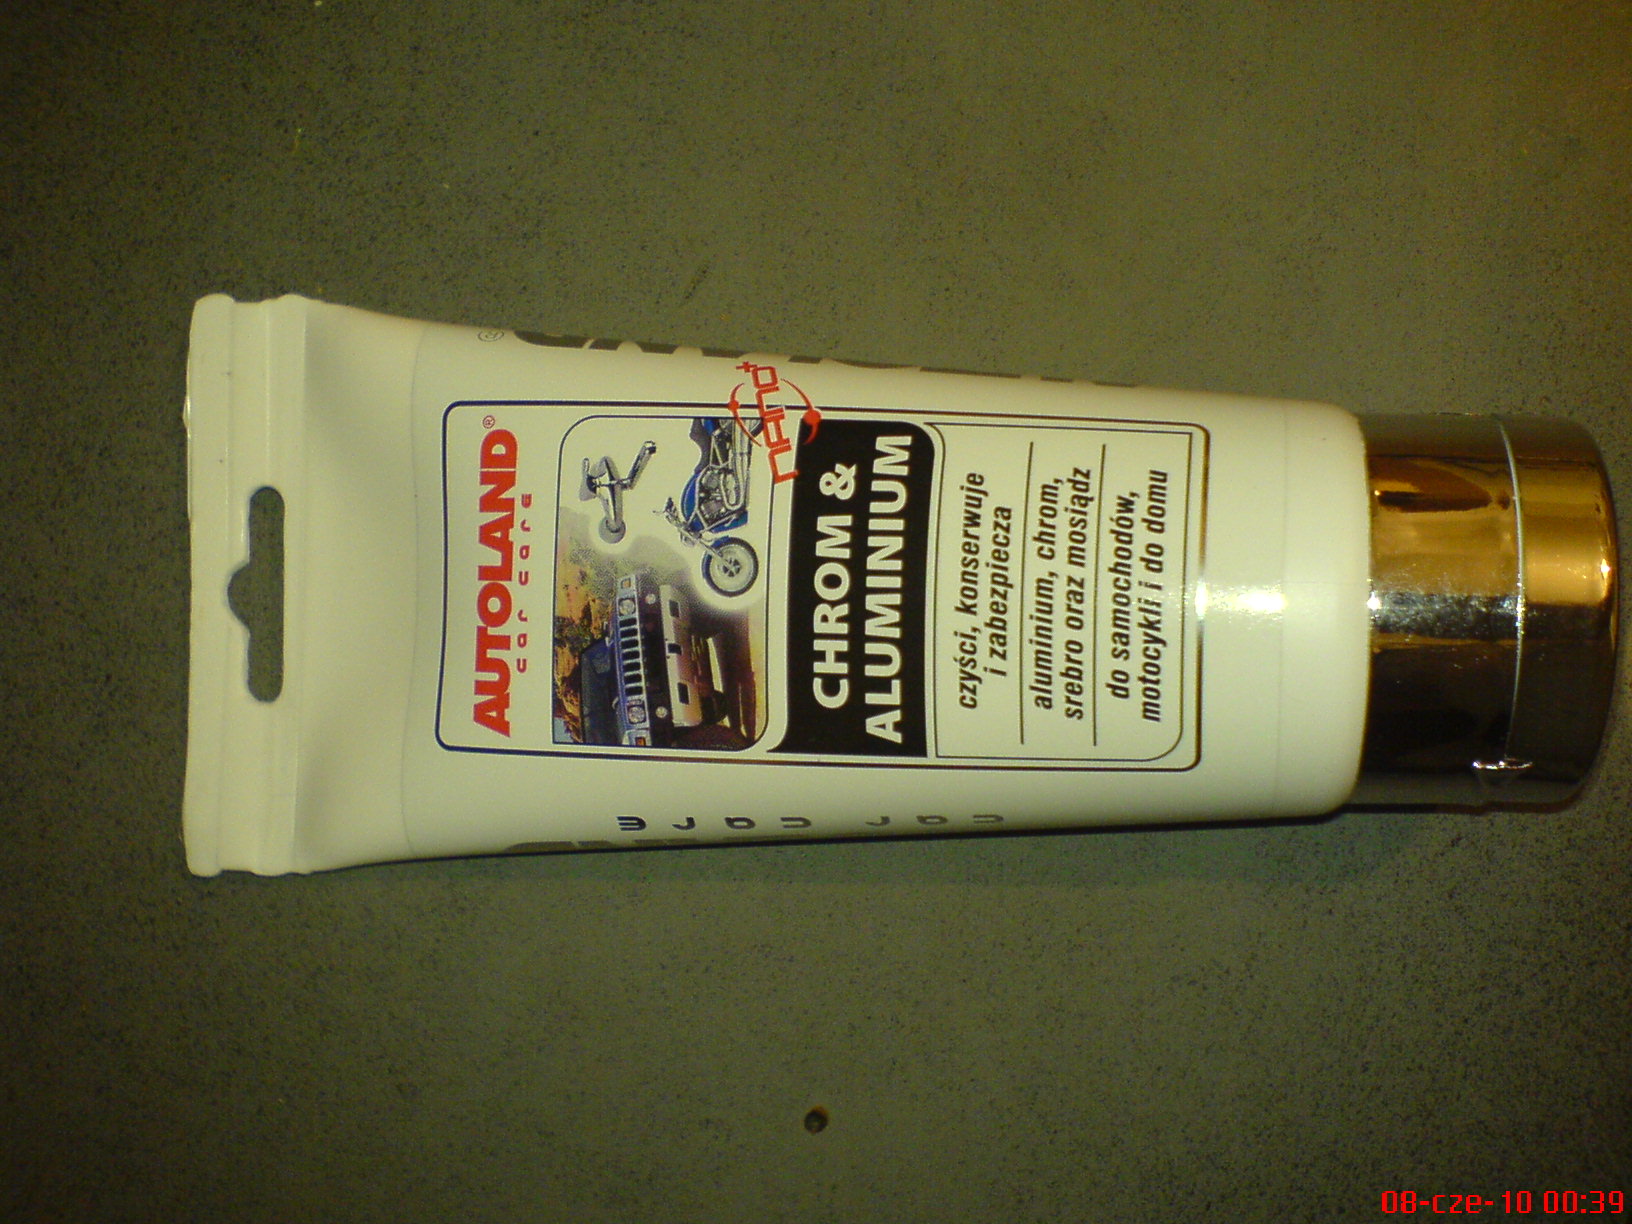 AUTOLAND®
car care
nano+
CHROM &
ALUMINIUM
czyści, konserwuje
i zabezpiecza
aluminium, chrom,
srebro oraz mosiądz
do samochodów,
motocykli i do domu
car care
08-cze-10 00:39